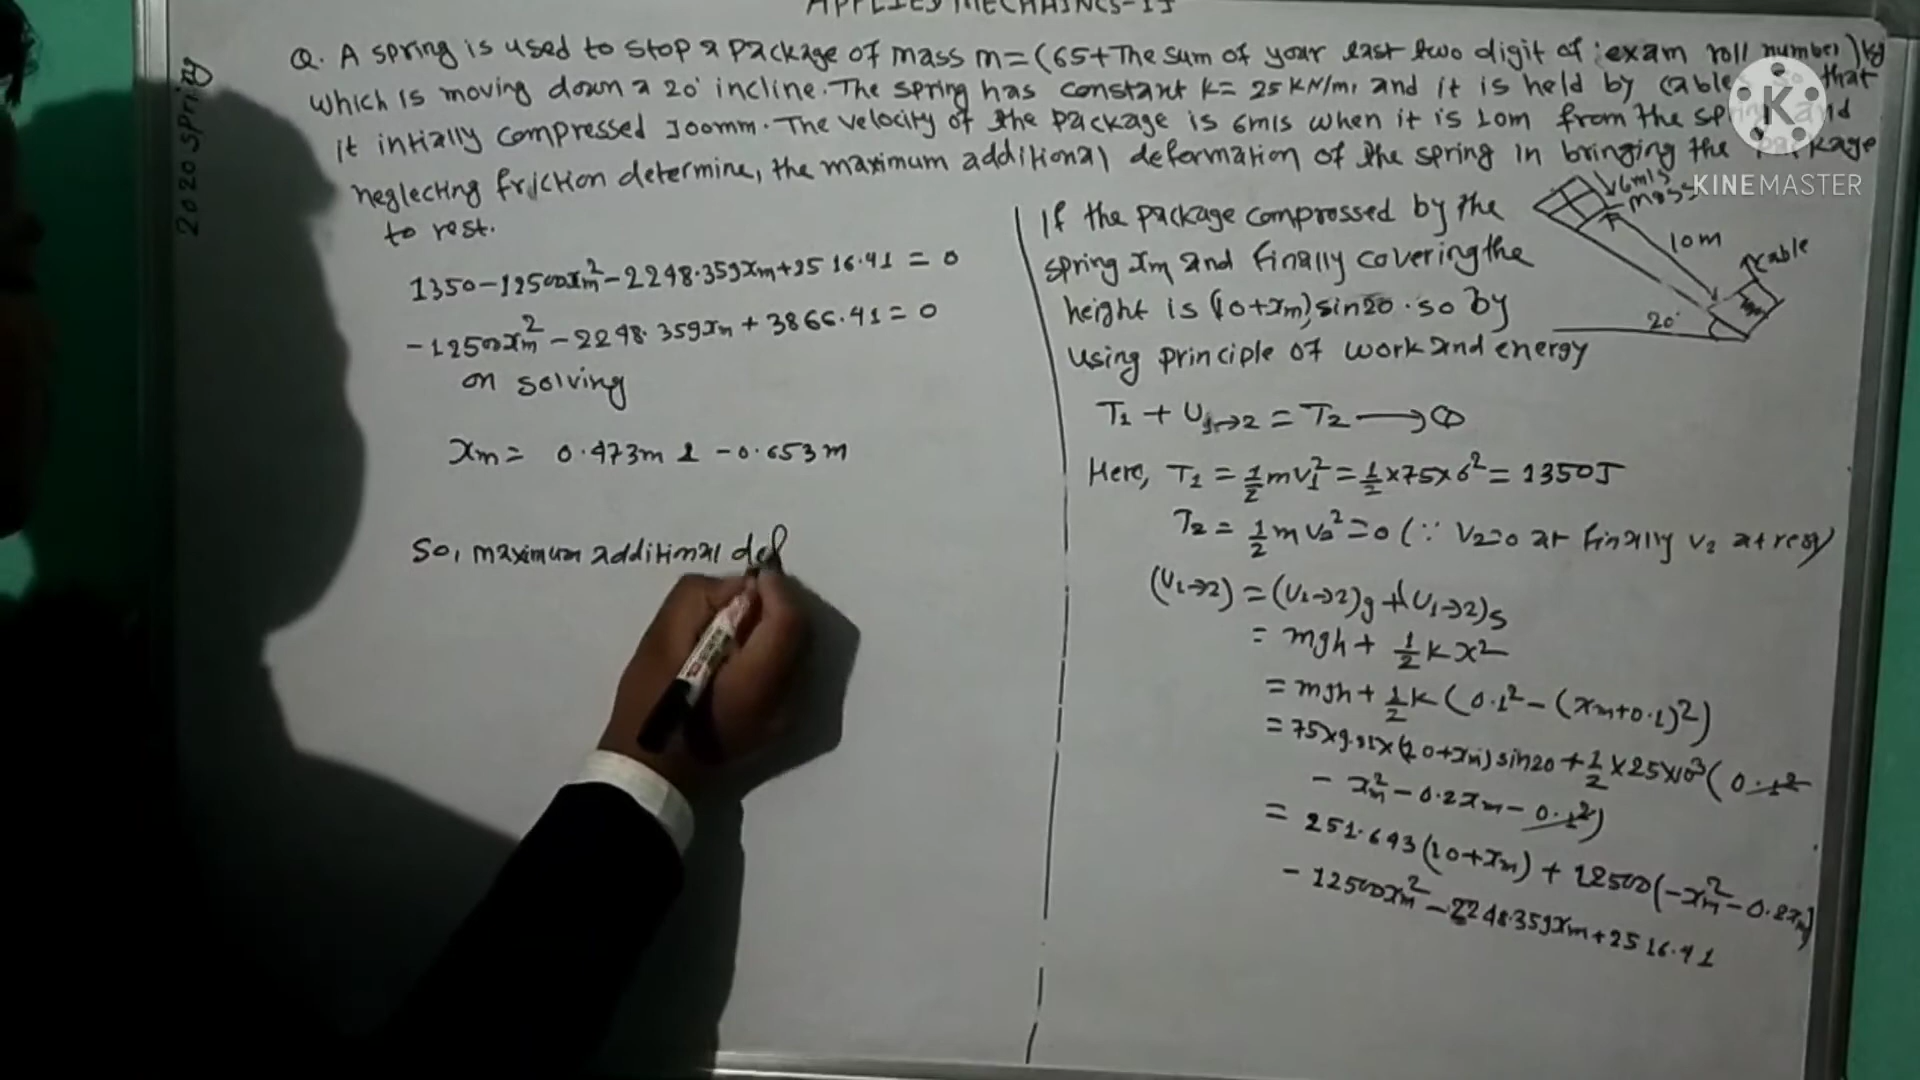 APPLIED MECHAINCS-II
2020 spring
Q. A spring is used to stop a package of mass m=(65+The sum of your last two digit of exam roll number) kg
which is moving down a 20° incline. The spring has constant k= 25KN/m, and it is held by cables so that
it intially compressed 100mm. The velocity of the package is 6m/s when it is 10m from the spring and
neglecting friction determine, the maximum additional deformation of the spring in bringing the package
to rest.
KINEMASTER
1350-12500xm²-2248.359xm+2516.41 = 0
-12500xm² - 2248.359xm + 3866.41 = 0
on solving
xm = 0.473m & -0.653m
So, maximum additional def
If the package compressed by the
spring xm and finally covering the
height is (10+xm)sin20. so by
using principle of work and energy
6m/s
mass
10m
cable
20°
T1 + U1→2 = T2 → ①
Here, T1 = ½mv1² = ½×75×6² = 1350J
T2 = ½mv2² = 0 (∵ V2=0 at finally v2 at rest)
(U1→2) = (U1→2)g + (U1→2)s
= mgh + ½kx²
= mgh + ½k(0.1² - (xm+0.1)²)
= 75×9.81×(10+xm)sin20 + ½×25×10³(0.1²
- xm² - 0.2xm - 0.1²)
= 251.643(10+xm) + 12500(-xm² - 0.2xm)
- 12500xm² - 2248.359xm + 2516.41